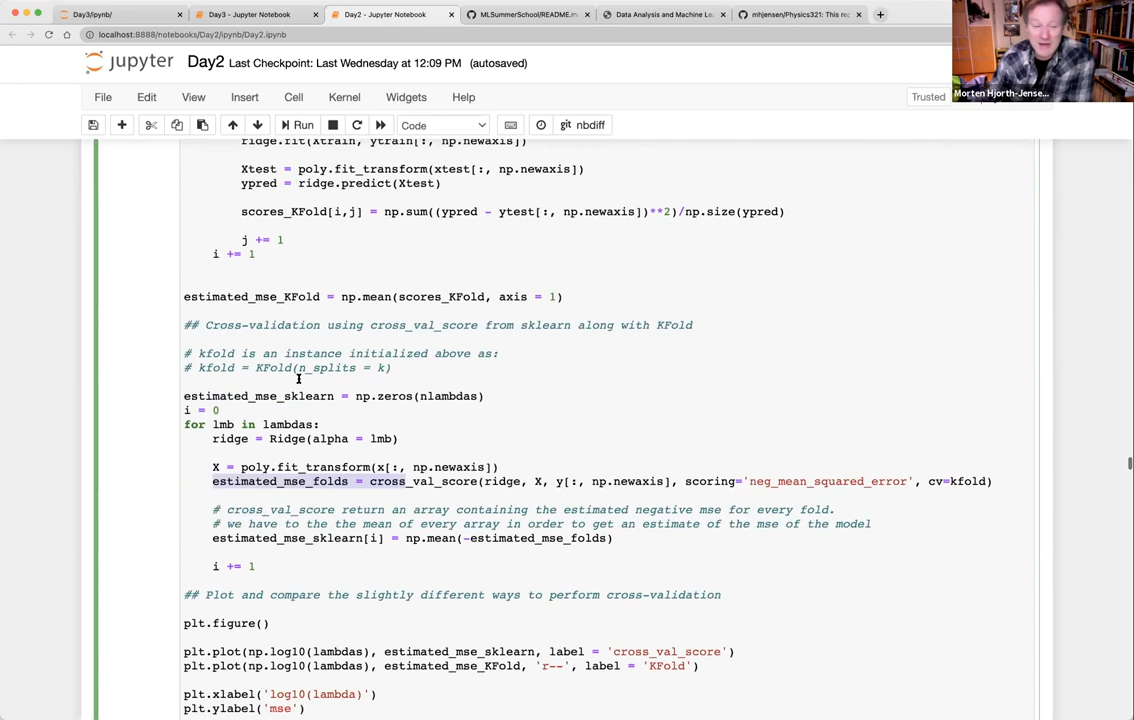 Day3/ipynb/
Day3 - Jupyter Notebook
Day2 - Jupyter Notebook
MLSummerSchool/README.m
Data Analysis and Machine Le
mhjensen/Physics321: This re
localhost:8888/notebooks/Day2/ipynb/Day2.ipynb
jupyter Day2 Last Checkpoint: Last Wednesday at 12:09 PM (autosaved)
Morten Hjorth-Jense...
File Edit View Insert Cell Kernel Widgets Help
Trusted
Run Code git nbdiff
ridge.fit(Xtrain, ytrain[:, np.newaxis])
Xtest = poly.fit_transform(xtest[:, np.newaxis])
ypred = ridge.predict(Xtest)
scores_KFold[i,j] = np.sum((ypred - ytest[:, np.newaxis])**2)/np.size(ypred)
j += 1
i += 1
estimated_mse_KFold = np.mean(scores_KFold, axis = 1)
## Cross-validation using cross_val_score from sklearn along with KFold
# kfold is an instance initialized above as:
# kfold = KFold(n_splits = k)
estimated_mse_sklearn = np.zeros(nlambdas)
i = 0
for lmb in lambdas:
ridge = Ridge(alpha = lmb)
X = poly.fit_transform(x[:, np.newaxis])
estimated_mse_folds = cross_val_score(ridge, X, y[:, np.newaxis], scoring='neg_mean_squared_error', cv=kfold)
# cross_val_score return an array containing the estimated negative mse for every fold.
# we have to the the mean of every array in order to get an estimate of the mse of the model
estimated_mse_sklearn[i] = np.mean(-estimated_mse_folds)
i += 1
## Plot and compare the slightly different ways to perform cross-validation
plt.figure()
plt.plot(np.log10(lambdas), estimated_mse_sklearn, label = 'cross_val_score')
plt.plot(np.log10(lambdas), estimated_mse_KFold, 'r--', label = 'KFold')
plt.xlabel('log10(lambda)')
plt.ylabel('mse')